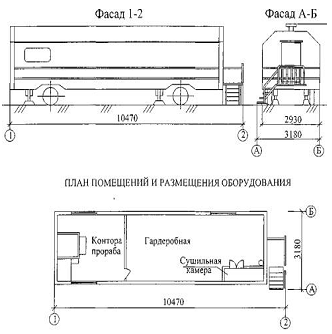 Фасад 1-2
Фасад А-Б
10470
1
2
2930
3180
А
Б
ПЛАН ПОМЕЩЕНИЙ И РАЗМЕЩЕНИЯ ОБОРУДОВАНИЯ
Контора
прораба
Гардеробная
Сушильная
камера
Б
3180
А
10470
1
2